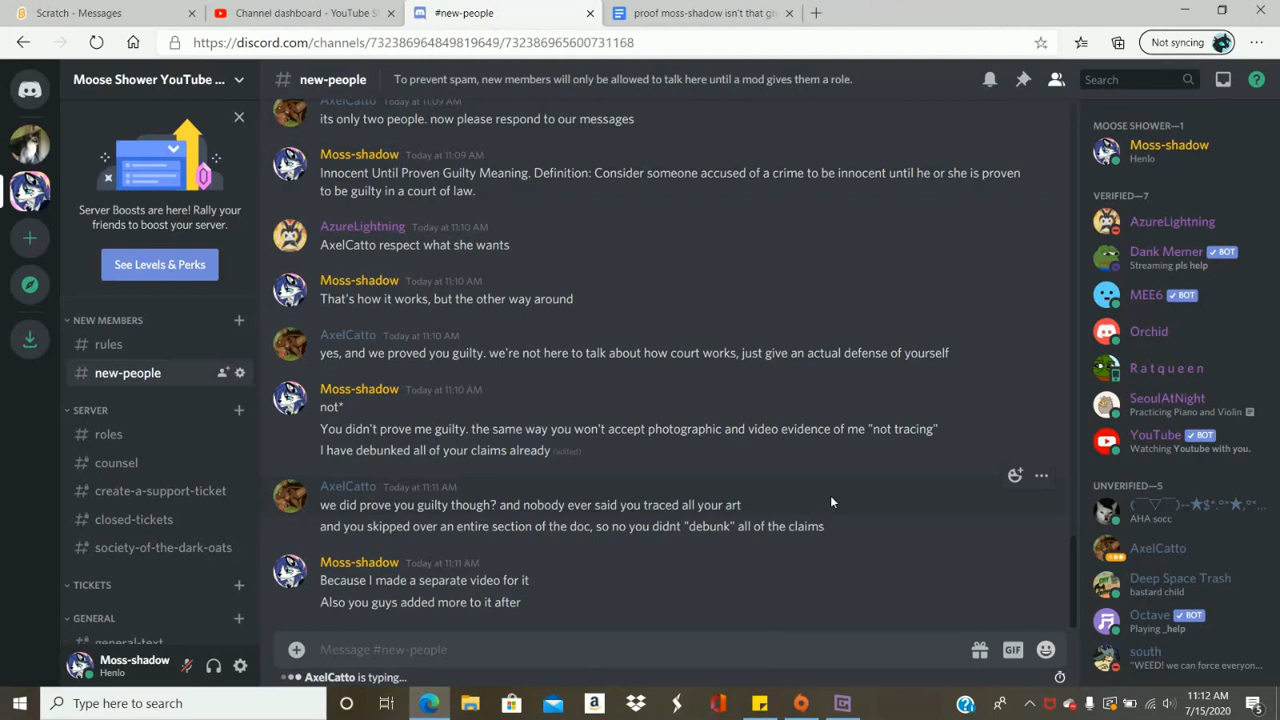 Scratch - Messages
Channel dashboard - YouTube St
#new-people
proof moss-shadow isn't that gr
https://discord.com/channels/732386964849819649/732386965600731168
Not syncing
Moose Shower YouTube ...
new-people
To prevent spam, new members will only be allowed to talk here until a mod gives them a role.
Search
Server Boosts are here! Rally your
friends to boost your server.
See Levels & Perks
NEW MEMBERS
rules
new-people
SERVER
roles
counsel
create-a-support-ticket
closed-tickets
society-of-the-dark-oats
TICKETS
GENERAL
general-text
Moss-shadow
Henlo
AxelCatto Today at 11:09 AM
its only two people. now please respond to our messages
Moss-shadow Today at 11:09 AM
Innocent Until Proven Guilty Meaning. Definition: Consider someone accused of a crime to be innocent until he or she is proven
to be guilty in a court of law.
AzureLightning Today at 11:10 AM
AxelCatto respect what she wants
Moss-shadow Today at 11:10 AM
That's how it works, but the other way around
AxelCatto Today at 11:10 AM
yes, and we proved you guilty. we're not here to talk about how court works, just give an actual defense of yourself
Moss-shadow Today at 11:10 AM
not*
You didn't prove me guilty. the same way you won't accept photographic and video evidence of me "not tracing"
I have debunked all of your claims already (edited)
AxelCatto Today at 11:11 AM
we did prove you guilty though? and nobody ever said you traced all your art
and you skipped over an entire section of the doc, so no you didnt "debunk" all of the claims
Moss-shadow Today at 11:11 AM
Because I made a separate video for it
Also you guys added more to it after
Message #new-people
GIF
AxelCatto is typing...
MOOSE SHOWER—1
Moss-shadow
Henlo
VERIFIED—7
AzureLightning
Dank Memer BOT
Streaming pls help
MEE6 BOT
Orchid
R a t q u e e n
SeoulAtNight
Practicing Piano and Violin
YouTube BOT
Watching Youtube with you.
UNVERIFIED—5
AHA socc
AxelCatto
Deep Space Trash
bastard child
Octave BOT
Playing _help
south
"WEED! we can force everyon...
Type here to search
11:12 AM
7/15/2020
5